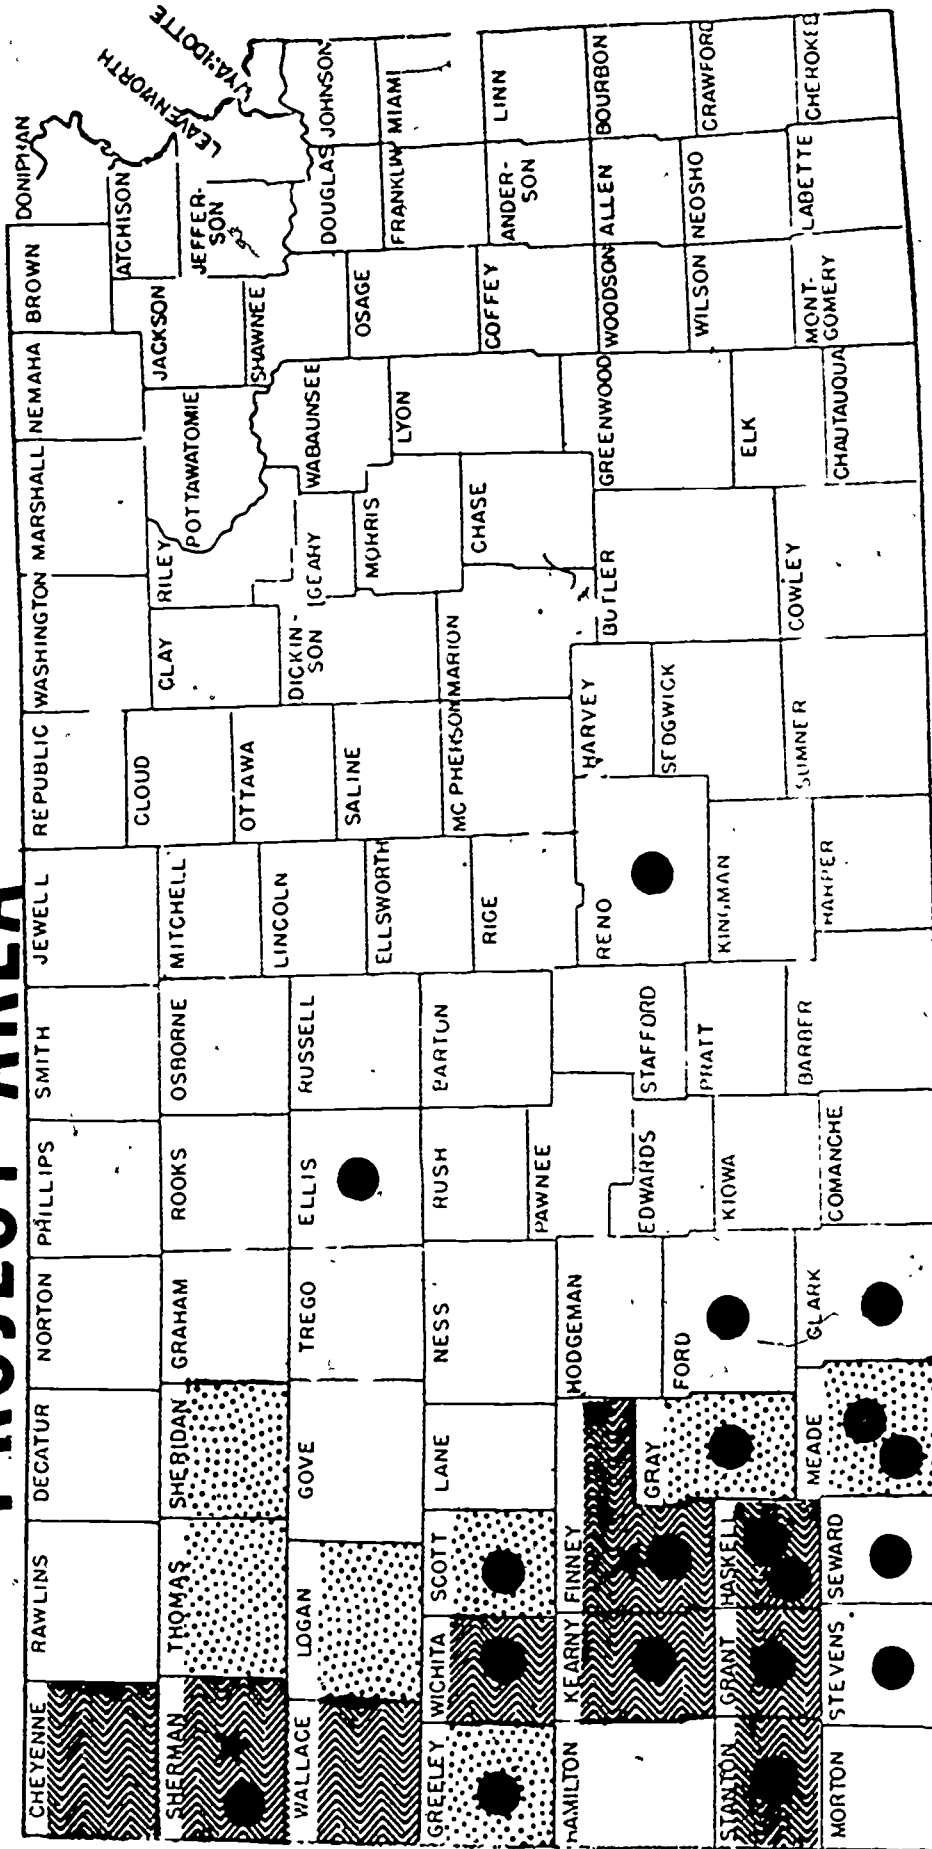 PROJECT AREA
CHEYENNE
RAWLINS
DECATUR
NORTON
PHILLIPS
SMITH
JEWELL
REPUBLIC
WASHINGTON
MARSHALL
NEMAHA
BROWN
DONIPHAN
SHERMAN
THOMAS
SHERIDAN
GRAHAM
ROOKS
OSBORNE
MITCHELL
CLOUD
CLAY
RILEY
POTTAWATOMIE
JACKSON
ATCHISON
LEAVENWORTH
WYANDOTTE
JEFFER-
SON
WALLACE
LOGAN
GOVE
TREGO
ELLIS
RUSSELL
LINCOLN
OTTAWA
DICKIN-
SON
GEARY
WABAUNSEE
SHAWNEE
DOUGLAS
JOHNSON
GREELEY
WICHITA
SCOTT
LANE
NESS
RUSH
BARTON
ELLSWORTH
SALINE
MORRIS
LYON
OSAGE
FRANKLIN
MIAMI
HAMILTON
KEARNY
FINNEY
HODGEMAN
PAWNEE
RICE
MC PHERSON
MARION
CHASE
COFFEY
ANDER-
SON
LINN
GRAY
FORD
EDWARDS
STAFFORD
RENO
HARVEY
BUTLER
GREENWOOD
WOODSON
ALLEN
BOURBON
STANTON
GRANT
HASKELL
KIOWA
PRATT
KINGMAN
SEDGWICK
ELK
WILSON
NEOSHO
CRAWFORD
MORTON
STEVENS
SEWARD
MEADE
CLARK
COMANCHE
BARBER
HARPER
SUMNER
COWLEY
CHAUTAUQUA
MONT-
GOMERY
LABETTE
CHEROKEE